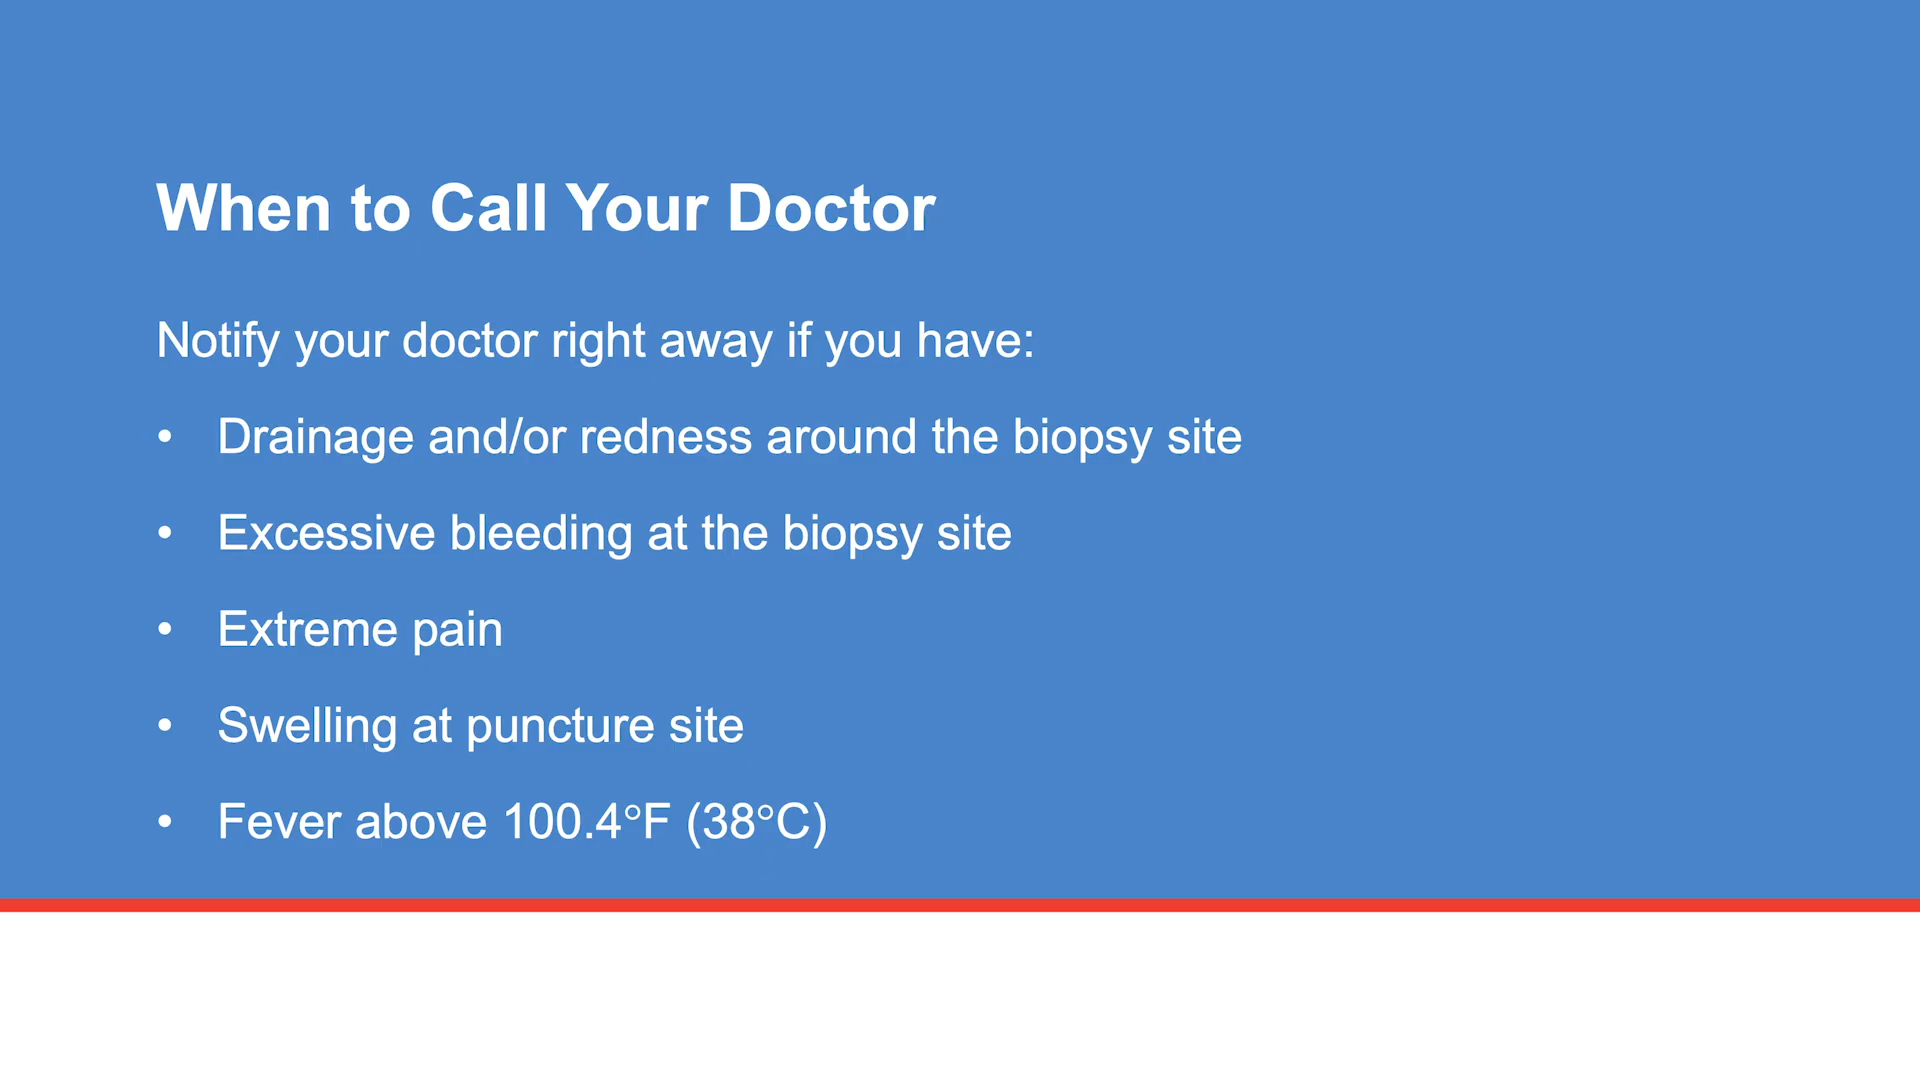 When to Call Your Doctor
Notify your doctor right away if you have:
• Drainage and/or redness around the biopsy site
• Excessive bleeding at the biopsy site
• Extreme pain
• Swelling at puncture site
• Fever above 100.4°F (38°C)